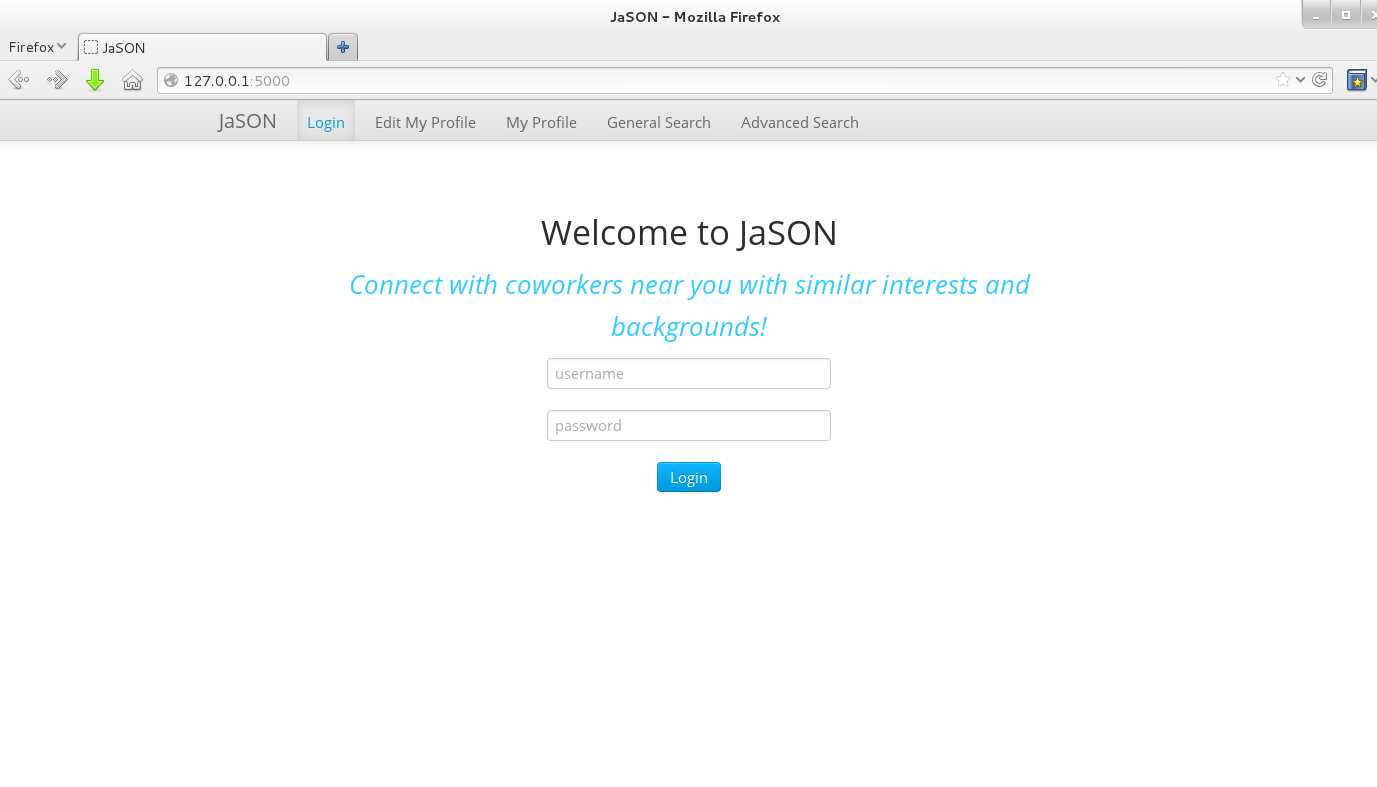 JaSON - Mozilla Firefox
Firefox
JaSON
127.0.0.1:5000
JaSON Login Edit My Profile My Profile General Search Advanced Search
Welcome to JaSON
Connect with coworkers near you with similar interests and
backgrounds!
username
password
Login